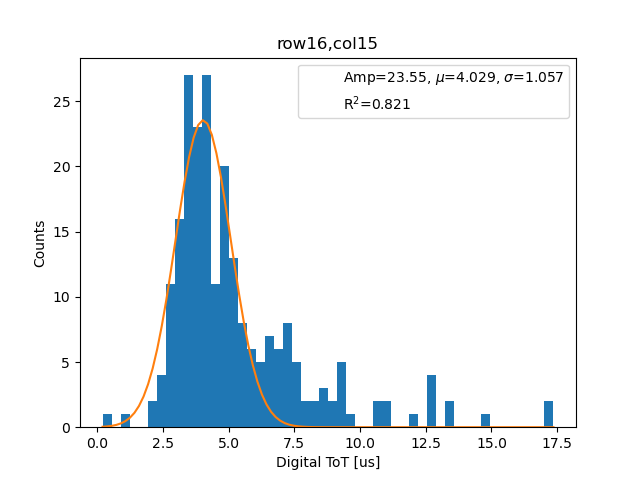 row16,col15
Amp=23.55, μ=4.029, σ=1.057
R²=0.821
Counts
25
20
15
10
5
0
0.0 2.5 5.0 7.5 10.0 12.5 15.0 17.5
Digital ToT [us]